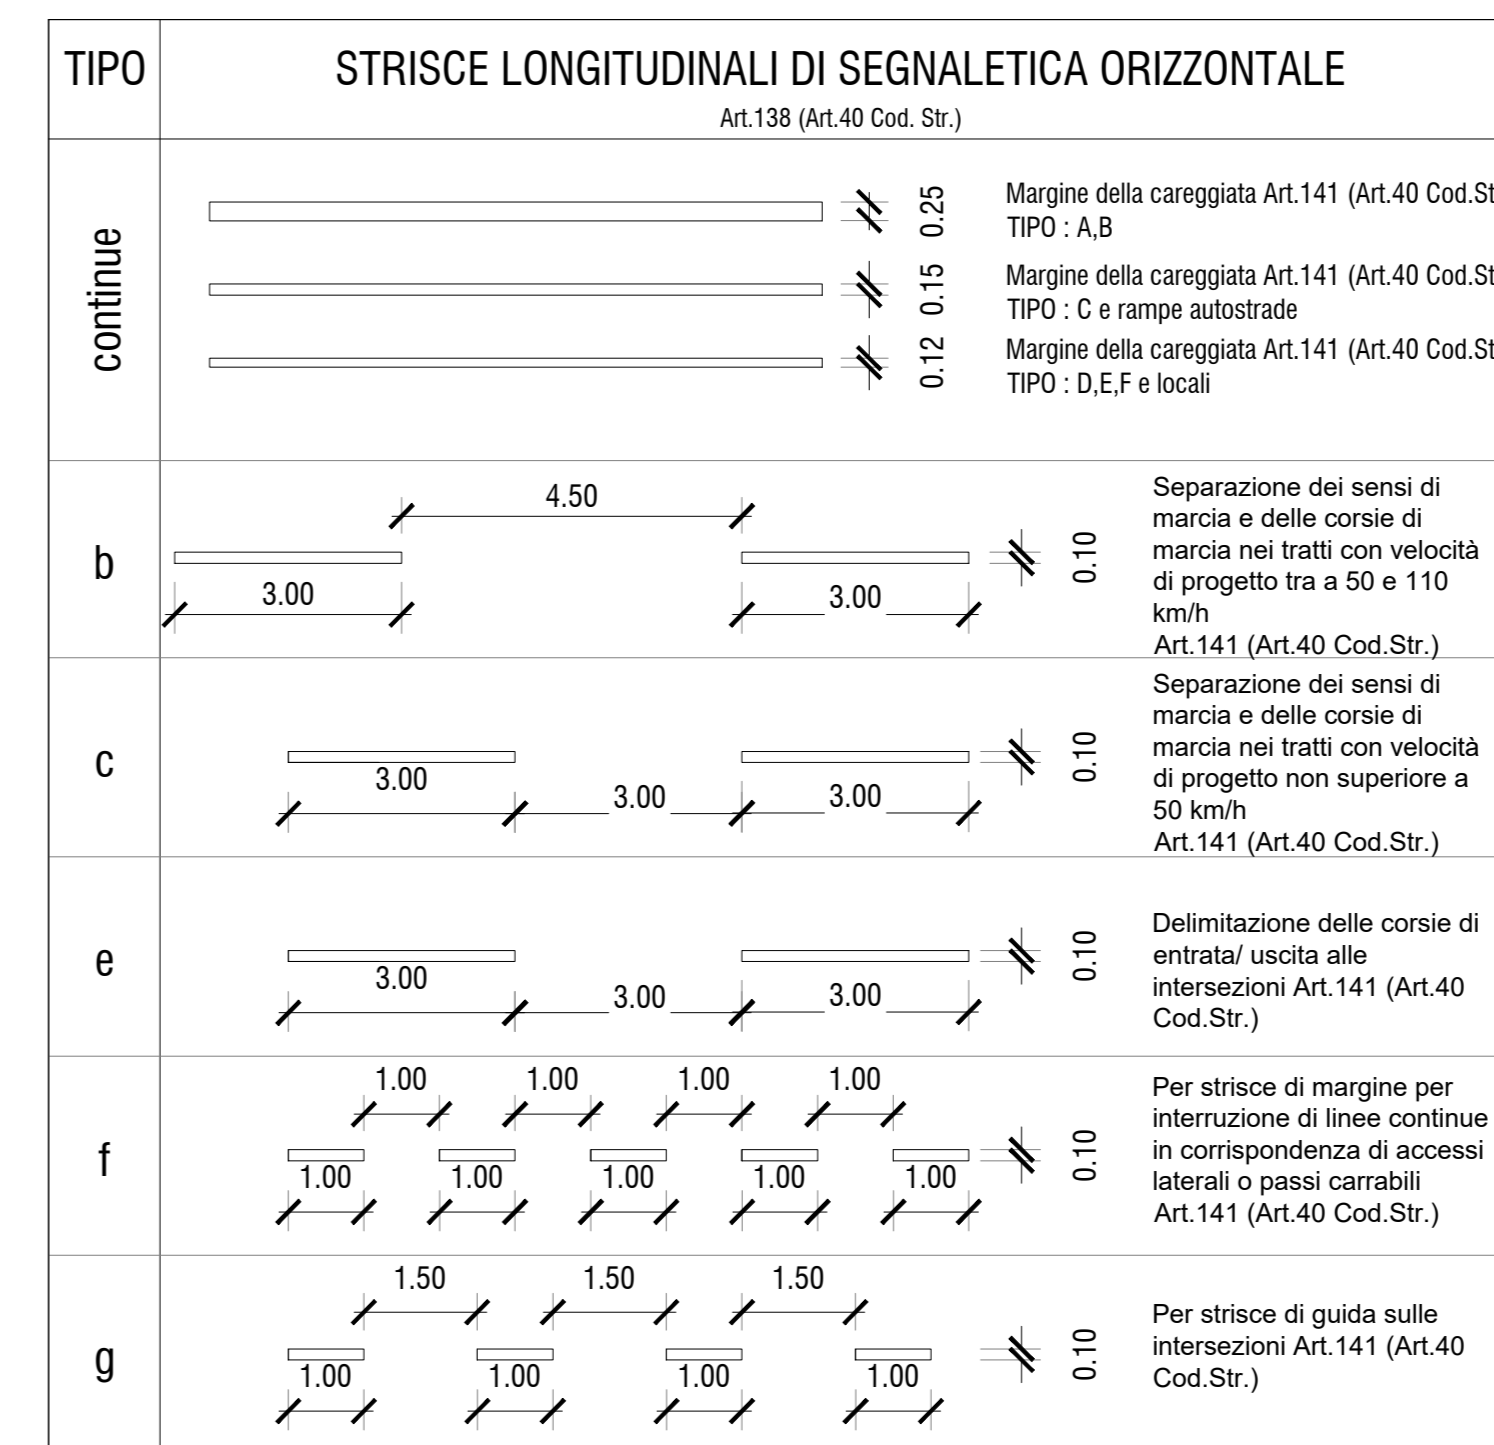 TIPO
STRISCE LONGITUDINALI DI SEGNALETICA ORIZZONTALE
Art.138 (Art.40 Cod. Str.)
continue
0.25
Margine della careggiata Art.141 (Art.40 Cod.St
TIPO : A,B
0.15
Margine della careggiata Art.141 (Art.40 Cod.St
TIPO : C e rampe autostrade
0.12
Margine della careggiata Art.141 (Art.40 Cod.St
TIPO : D,E,F e locali
b
4.50
3.00
3.00
0.10
Separazione dei sensi di
marcia e delle corsie di
marcia nei tratti con velocità
di progetto tra a 50 e 110
km/h
Art.141 (Art.40 Cod.Str.)
c
3.00
3.00
3.00
0.10
Separazione dei sensi di
marcia e delle corsie di
marcia nei tratti con velocità
di progetto non superiore a
50 km/h
Art.141 (Art.40 Cod.Str.)
e
3.00
3.00
3.00
0.10
Delimitazione delle corsie di
entrata/ uscita alle
intersezioni Art.141 (Art.40
Cod.Str.)
f
1.00 1.00 1.00 1.00
1.00 1.00 1.00 1.00 1.00
0.10
Per strisce di margine per
interruzione di linee continue
in corrispondenza di accessi
laterali o passi carrabili
Art.141 (Art.40 Cod.Str.)
g
1.50 1.50 1.50
1.00 1.00 1.00 1.00
0.10
Per strisce di guida sulle
intersezioni Art.141 (Art.40
Cod.Str.)